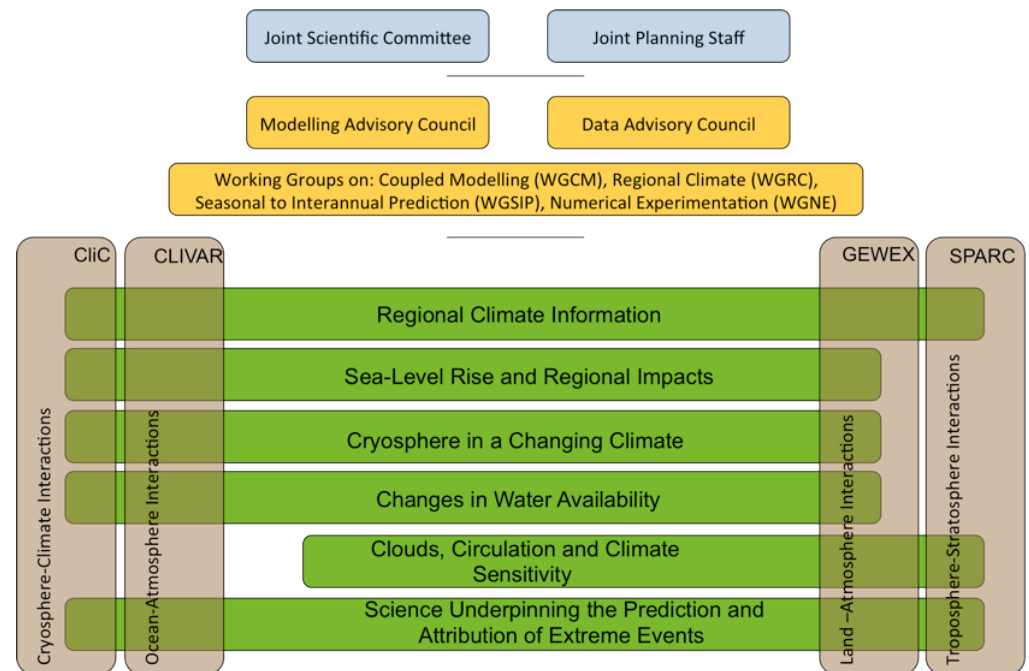 Joint Scientific Committee
Joint Planning Staff
Modelling Advisory Council
Data Advisory Council
Working Groups on: Coupled Modelling (WGCM), Regional Climate (WGRC),
Seasonal to Interannual Prediction (WGSIP), Numerical Experimentation (WGNE)
CliC
CLIVAR
GEWEX
SPARC
Regional Climate Information
Sea-Level Rise and Regional Impacts
Cryosphere in a Changing Climate
Changes in Water Availability
Clouds, Circulation and Climate
Sensitivity
Science Underpinning the Prediction and
Attribution of Extreme Events
Cryosphere-Climate Interactions
Ocean-Atmosphere Interactions
Land –Atmosphere Interactions
Troposphere-Stratosphere Interactions